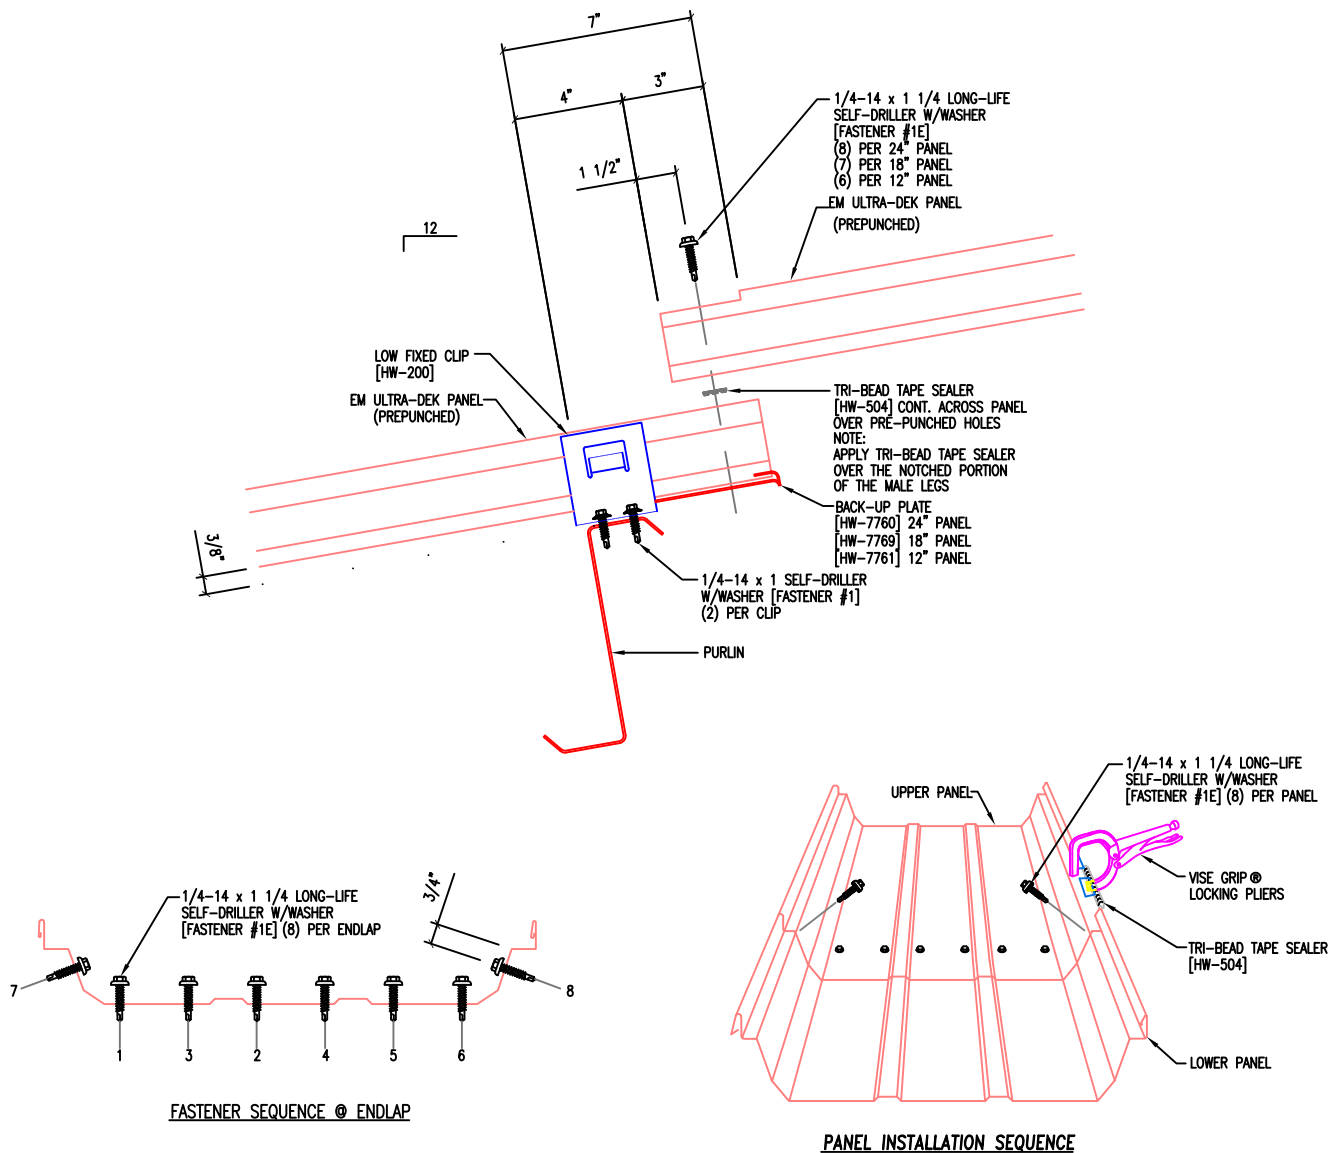 7"
4"
3"
1 1/2"
1/4-14 x 1 1/4 LONG-LIFE
SELF-DRILLER W/WASHER
[FASTENER #1E]
(8) PER 24" PANEL
(7) PER 18" PANEL
(6) PER 12" PANEL
EM ULTRA-DEK PANEL
(PREPUNCHED)
12
LOW FIXED CLIP
[HW-200]
EM ULTRA-DEK PANEL
(PREPUNCHED)
TRI-BEAD TAPE SEALER
[HW-504] CONT. ACROSS PANEL
OVER PRE-PUNCHED HOLES
NOTE:
APPLY TRI-BEAD TAPE SEALER
OVER THE NOTCHED PORTION
OF THE MALE LEGS
BACK-UP PLATE
[HW-7760] 24" PANEL
[HW-7769] 18" PANEL
[HW-7761] 12" PANEL
3/8"
1/4-14 x 1 SELF-DRILLER
W/WASHER [FASTENER #1]
(2) PER CLIP
PURLIN
1/4-14 x 1 1/4 LONG-LIFE
SELF-DRILLER W/WASHER
[FASTENER #1E] (8) PER ENDLAP
3/4"
7
8
1
3
2
4
5
6
FASTENER SEQUENCE @ ENDLAP
UPPER PANEL
1/4-14 x 1 1/4 LONG-LIFE
SELF-DRILLER W/WASHER
[FASTENER #1E] (8) PER PANEL
VISE GRIP®
LOCKING PLIERS
TRI-BEAD TAPE SEALER
[HW-504]
LOWER PANEL
PANEL INSTALLATION SEQUENCE